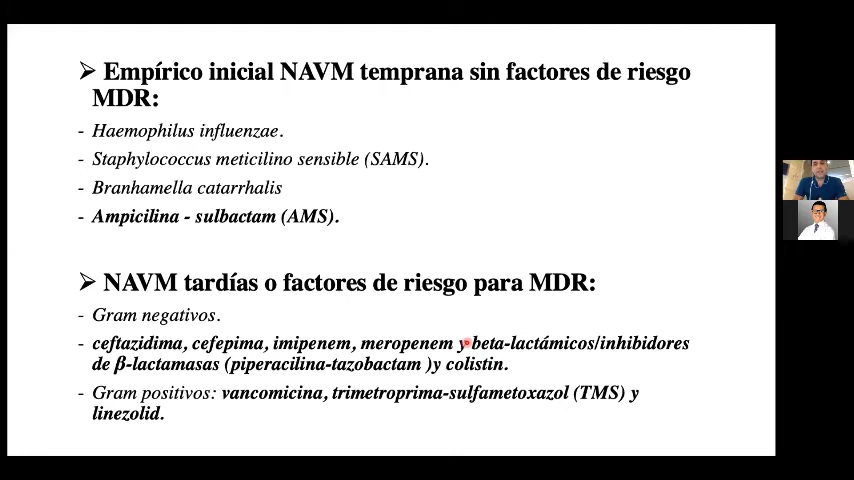 ➢ Empírico inicial NAVM temprana sin factores de riesgo
MDR:
- Haemophilus influenzae.
- Staphylococcus meticilino sensible (SAMS).
- Branhamella catarrhalis
- Ampicilina - sulbactam (AMS).
➢ NAVM tardías o factores de riesgo para MDR:
- Gram negativos.
- ceftazidima, cefepima, imipenem, meropenem y beta-lactámicos/inhibidores
de β-lactamasas (piperacilina-tazobactam )y colistin.
- Gram positivos: vancomicina, trimetroprima-sulfametoxazol (TMS) y
linezolid.